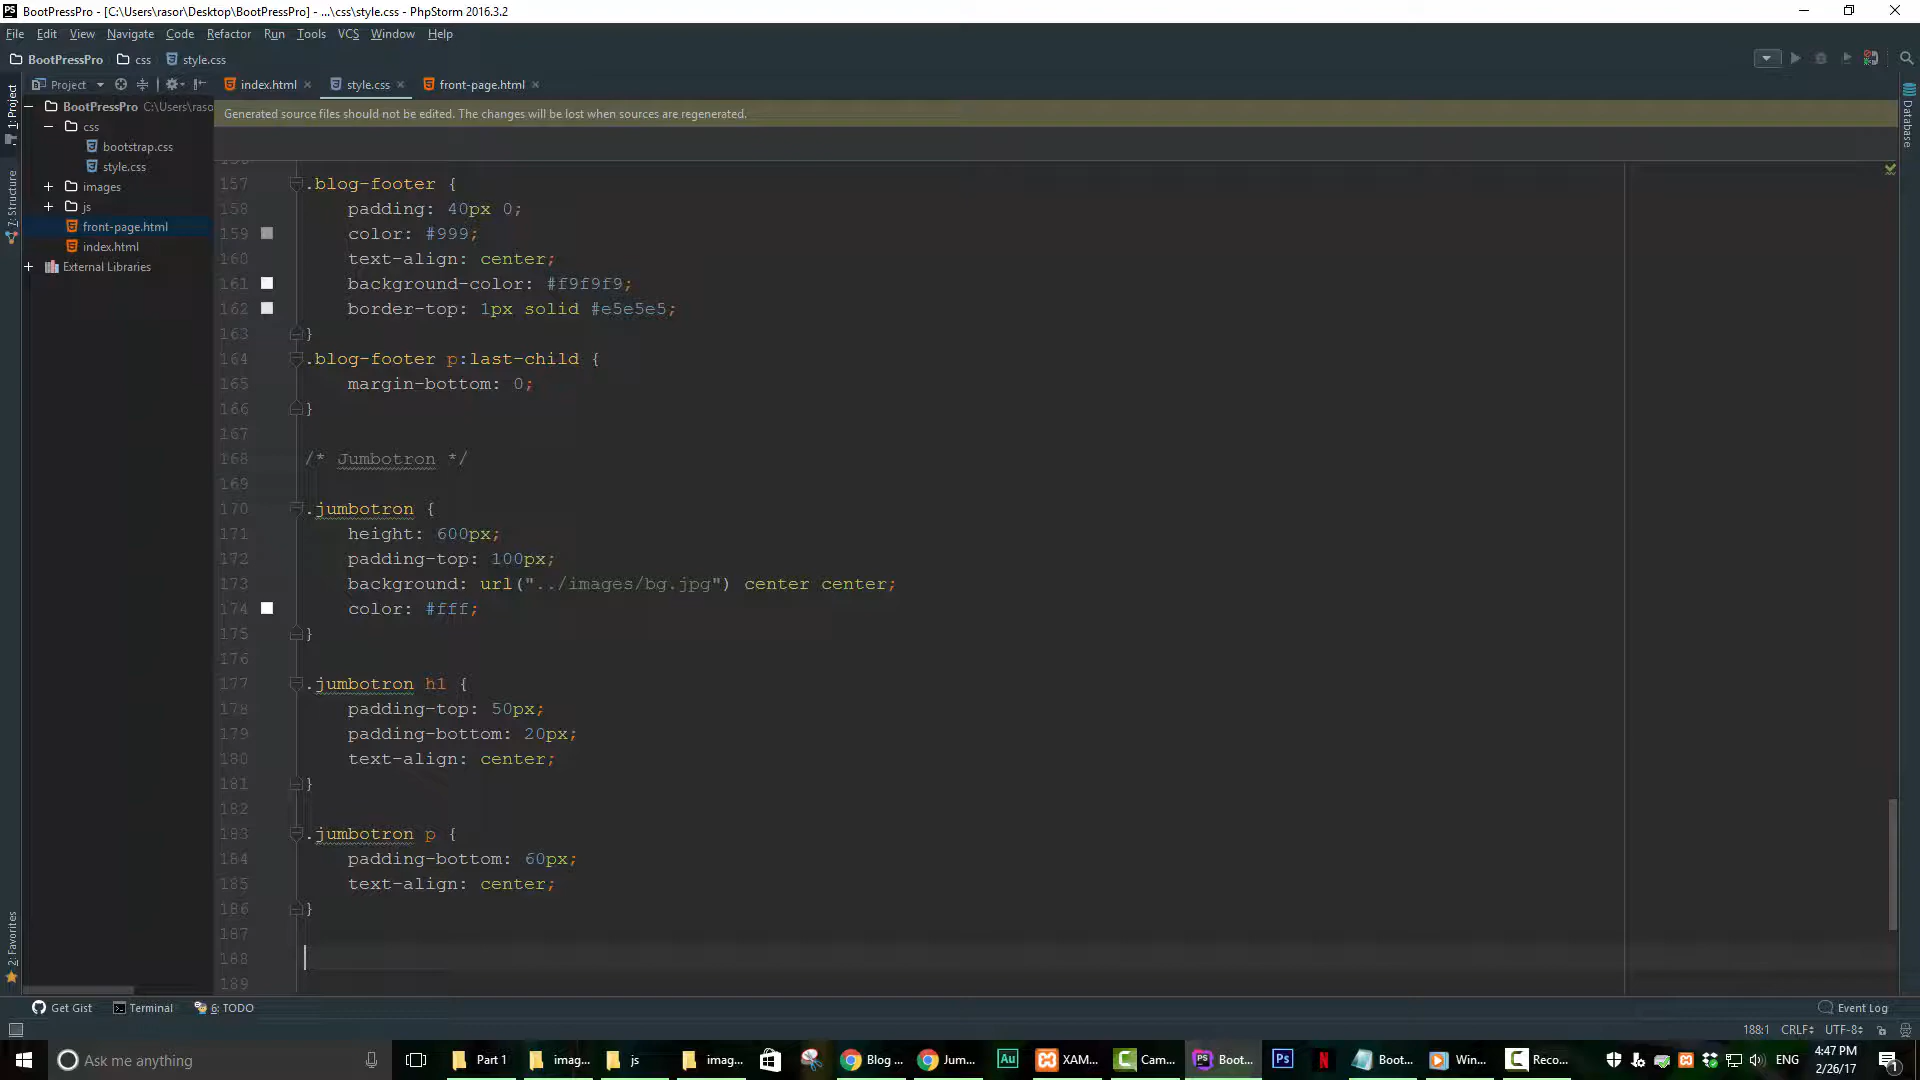 BootPressPro - [C:\Users\rasor\Desktop\BootPressPro] - ...\css\style.css - PhpStorm 2016.3.2
File Edit View Navigate Code Refactor Run Tools VCS Window Help
BootPressPro css style.css
Project index.html style.css front-page.html
1: Project
7: Structure
2: Favorites
Database
BootPressPro C:\Users\raso
css
bootstrap.css
style.css
images
js
front-page.html
index.html
External Libraries
Generated source files should not be edited. The changes will be lost when sources are regenerated.
157 .blog-footer {
158 padding: 40px 0;
159 color: #999;
160 text-align: center;
161 background-color: #f9f9f9;
162 border-top: 1px solid #e5e5e5;
163 }
164 .blog-footer p:last-child {
165 margin-bottom: 0;
166 }
167
168 /* Jumbotron */
169
170 .jumbotron {
171 height: 600px;
172 padding-top: 100px;
173 background: url("../images/bg.jpg") center center;
174 color: #fff;
175 }
176
177 .jumbotron h1 {
178 padding-top: 50px;
179 padding-bottom: 20px;
180 text-align: center;
181 }
182
183 .jumbotron p {
184 padding-bottom: 60px;
185 text-align: center;
186 }
187
188
189
Get Gist Terminal 6: TODO Event Log
188:1 CRLF UTF-8
Ask me anything Part 1 imag... js imag... Blog ... Jum... Au XAM... Cam... PS Boot... Ps N Boot... Win... Reco... ENG 4:47 PM
2/26/17 1